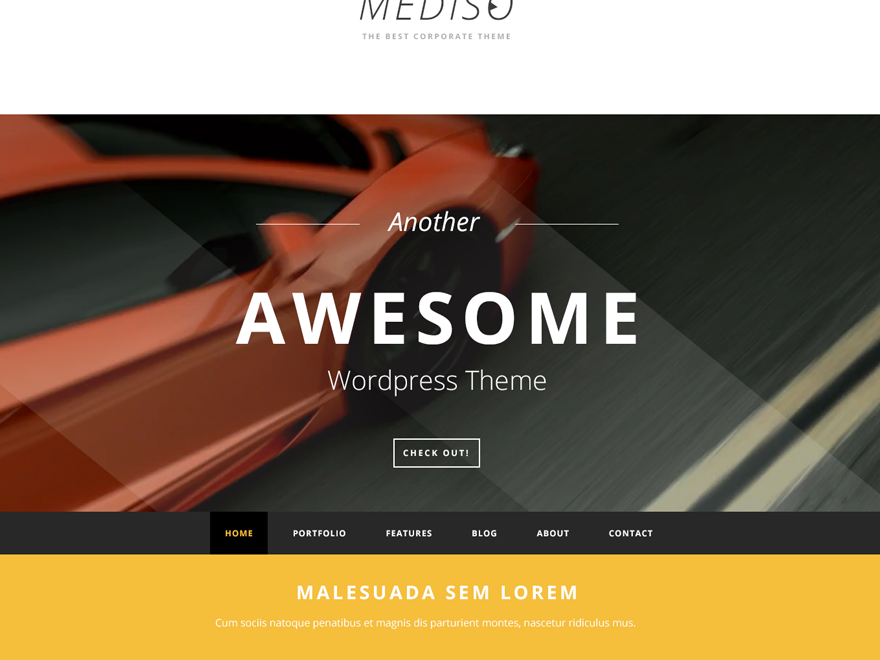 MEDISO
THE BEST CORPORATE THEME
Another
AWESOME
Wordpress Theme
CHECK OUT!
HOME PORTFOLIO FEATURES BLOG ABOUT CONTACT
MALESUADA SEM LOREM
Cum sociis natoque penatibus et magnis dis parturient montes, nascetur ridiculus mus.